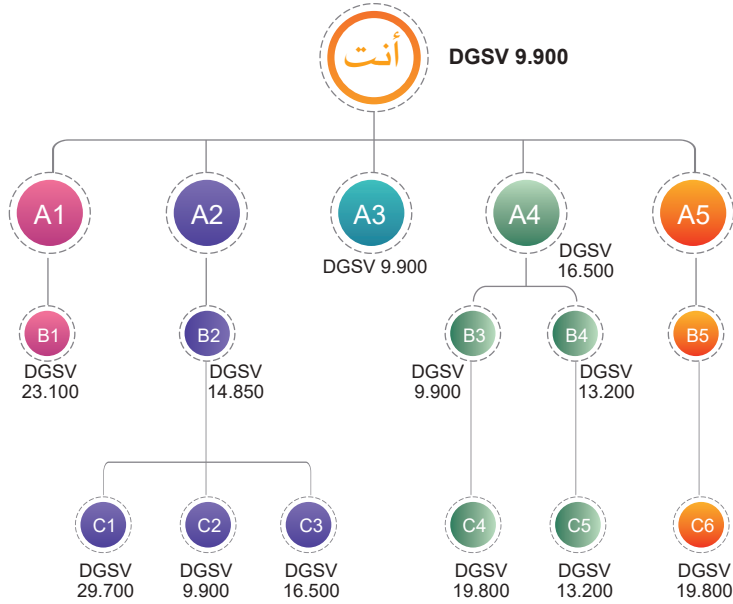 أنت
DGSV 9.900
A1
A2
A3
A4
A5
DGSV 9.900
DGSV
16.500
B1
B2
B3
B4
B5
DGSV
23.100
DGSV
14.850
DGSV
9.900
DGSV
13.200
C1
C2
C3
C4
C5
C6
DGSV
29.700
DGSV
9.900
DGSV
16.500
DGSV
19.800
DGSV
13.200
DGSV
19.800